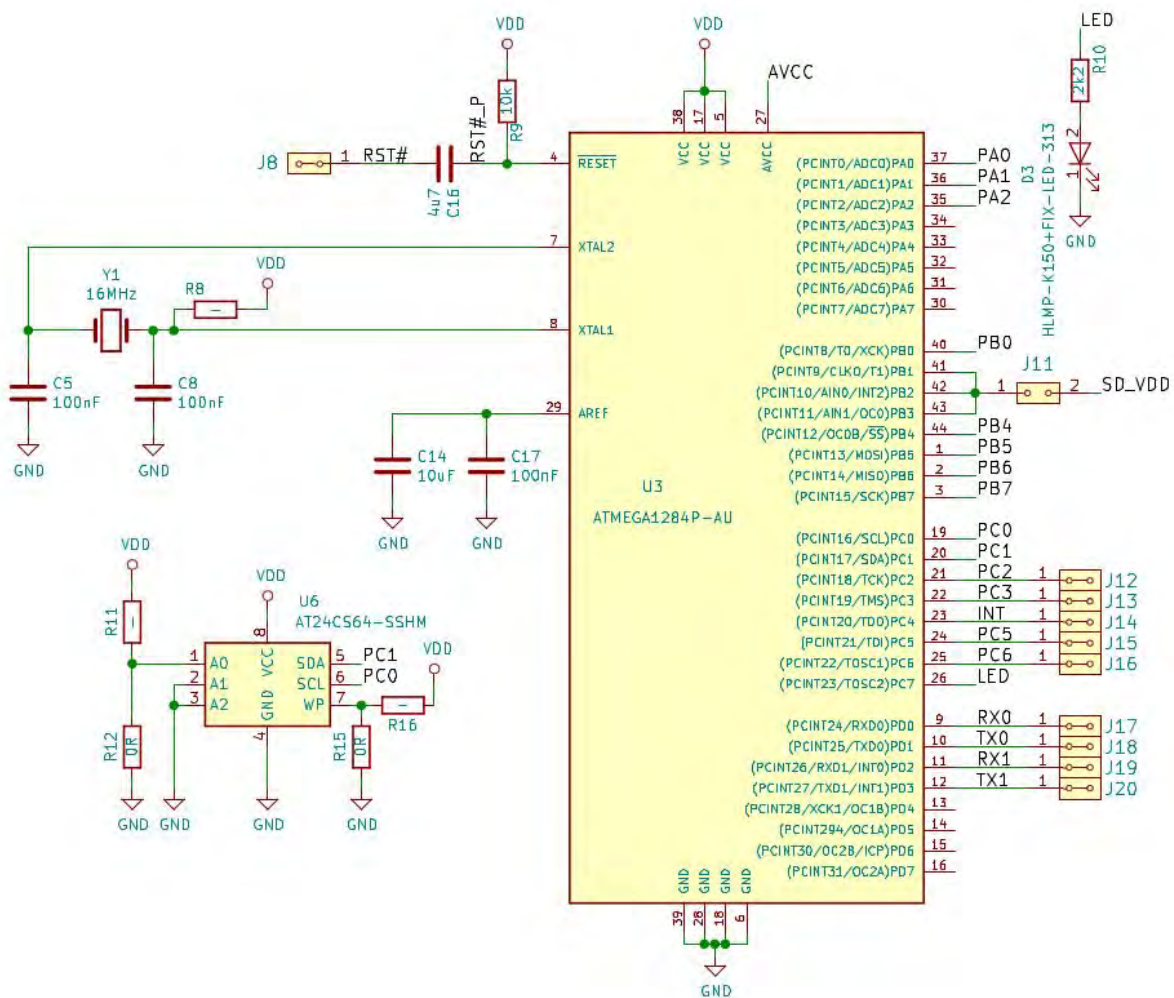 VDD
VDD
LED
R10
2k2
AVCC
10k
R9
RST#_P
38
17
5
27
VCC
VCC
VCC
AVCC
2
1
D3
HLMP-K150+FIX-LED-313
GND
J8
1
RST#
4u7
C16
4
RESET
(PCINT0/ADC0)PA0
37
PA0
(PCINT1/ADC1)PA1
36
PA1
(PCINT2/ADC2)PA2
35
PA2
(PCINT3/ADC3)PA3
34
(PCINT4/ADC4)PA4
33
(PCINT5/ADC5)PA5
32
(PCINT6/ADC6)PA6
31
(PCINT7/ADC7)PA7
30
7
XTAL2
Y1
16MHz
R8
VDD
8
XTAL1
(PCINT8/T0/XCK)PB0
40
PB0
(PCINT9/CLKO/T1)PB1
41
(PCINT10/AIN0/INT2)PB2
42
(PCINT11/AIN1/OC0)PB3
43
J11
1
2
SD_VDD
(PCINT12/OC0B/SS)PB4
44
PB4
(PCINT13/MOSI)PB5
1
PB5
(PCINT14/MISO)PB6
2
PB6
(PCINT15/SCK)PB7
3
PB7
C5
100nF
C8
100nF
GND
GND
29
AREF
C14
10uF
C17
100nF
GND
GND
U3
ATMEGA1284P-AU
(PCINT16/SCL)PC0
19
PC0
(PCINT17/SDA)PC1
20
PC1
(PCINT18/TCK)PC2
21
PC2
1
J12
(PCINT19/TMS)PC3
22
PC3
1
J13
(PCINT20/TDO)PC4
23
INT
1
J14
(PCINT21/TDI)PC5
24
PC5
1
J15
(PCINT22/TOSC1)PC6
25
PC6
1
J16
(PCINT23/TOSC2)PC7
26
LED
VDD
R11
VDD
U6
AT24CS64-SSHM
8
VCC
1
A0
2
A1
3
A2
SDA
5
PC1
SCL
6
PC0
WP
7
GND
4
VDD
R16
R12
0R
R15
0R
GND
GND
GND
GND
(PCINT24/RXD0)PD0
9
RX0
1
J17
(PCINT25/TXD0)PD1
10
TX0
1
J18
(PCINT26/RXD1/INT0)PD2
11
RX1
1
J19
(PCINT27/TXD1/INT1)PD3
12
TX1
1
J20
(PCINT28/XCK1/OC1B)PD4
13
(PCINT294/OC1A)PD5
14
(PCINT30/OC2B/ICP)PD6
15
(PCINT31/OC2A)PD7
16
GND
GND
GND
GND
39
28
18
6
GND